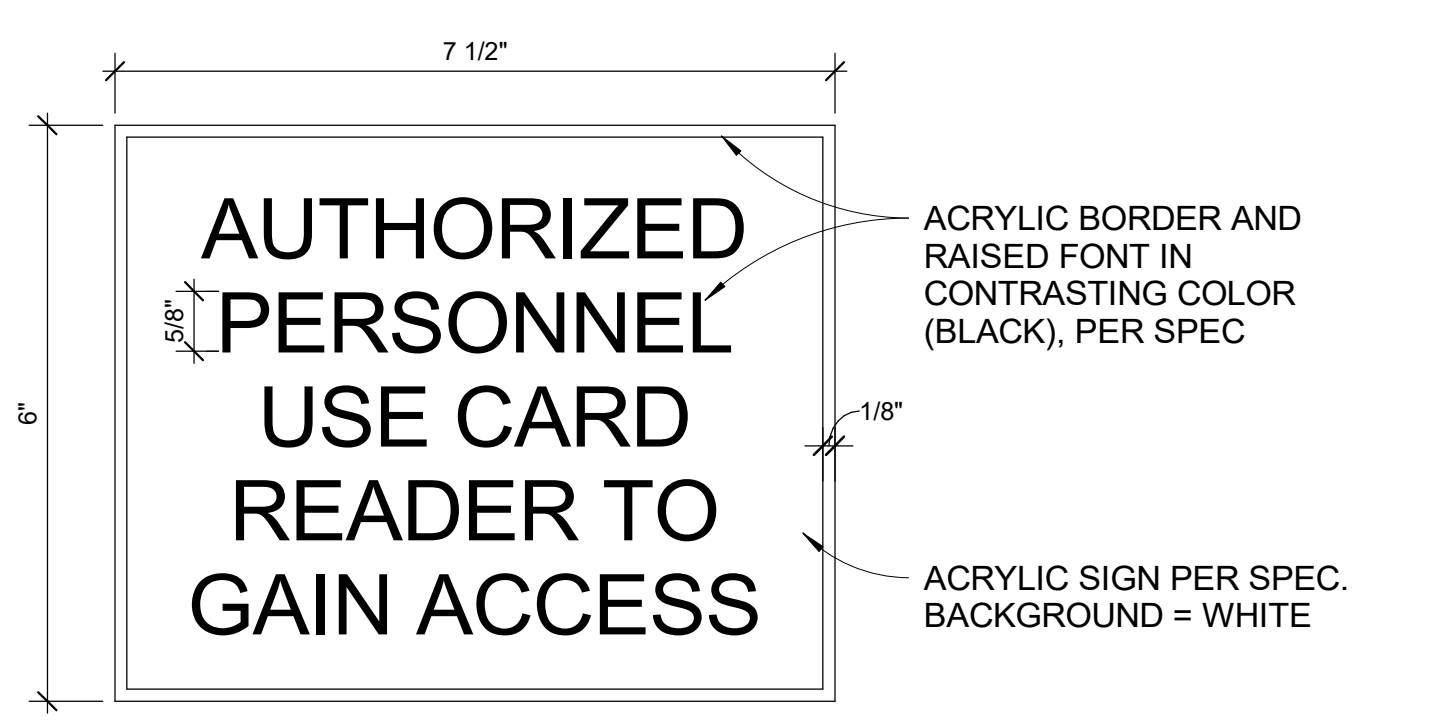 7 1/2"
AUTHORIZED
PERSONNEL
USE CARD
READER TO
GAIN ACCESS
5/8"
6"
1/8"
ACRYLIC BORDER AND
RAISED FONT IN
CONTRASTING COLOR
(BLACK), PER SPEC
ACRYLIC SIGN PER SPEC.
BACKGROUND = WHITE